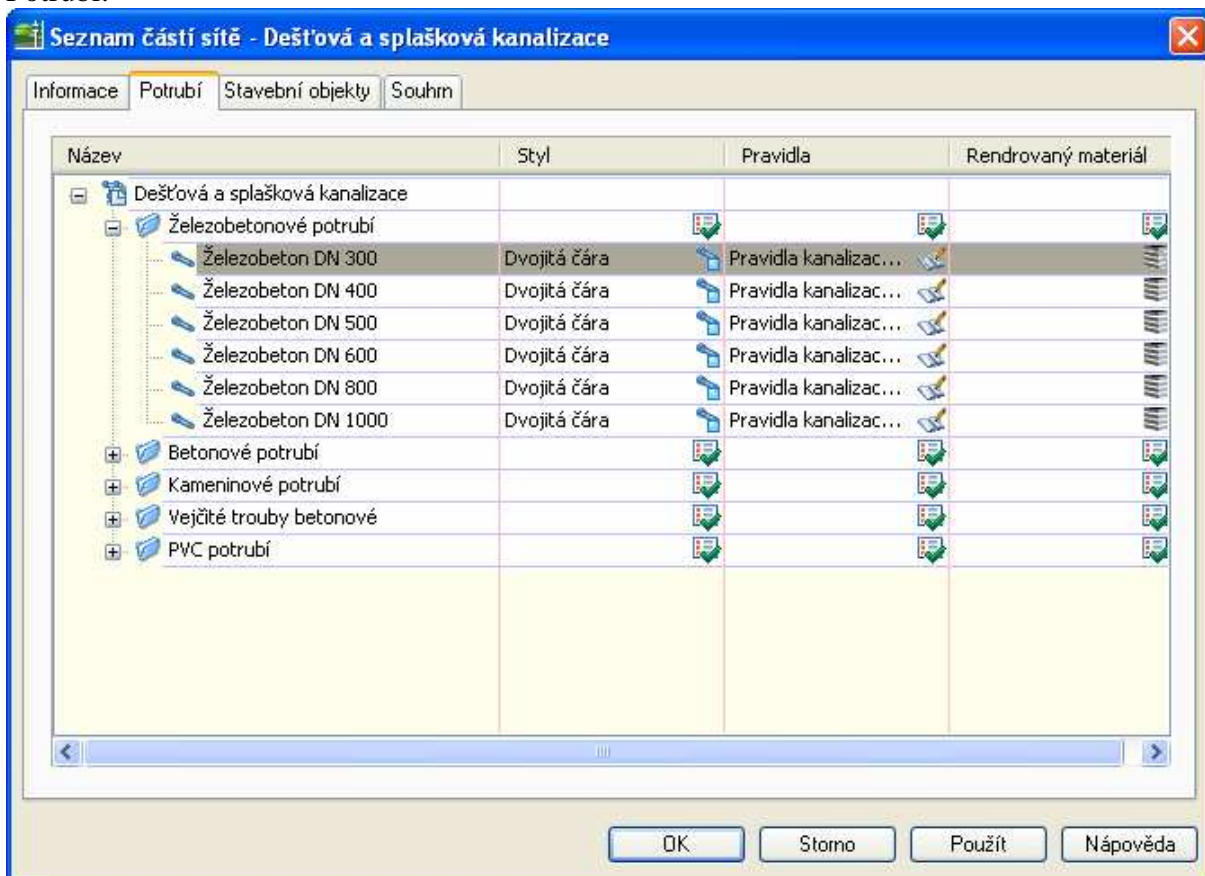 Potrubí.
Seznam částí sítě - Dešťová a splašková kanalizace
Informace Potrubí Stavební objekty Souhrn
Název Styl Pravidla Rendrovaný materiál
Dešťová a splašková kanalizace
Železobetonové potrubí
Železobeton DN 300 Dvojitá čára Pravidla kanalizac...
Železobeton DN 400 Dvojitá čára Pravidla kanalizac...
Železobeton DN 500 Dvojitá čára Pravidla kanalizac...
Železobeton DN 600 Dvojitá čára Pravidla kanalizac...
Železobeton DN 800 Dvojitá čára Pravidla kanalizac...
Železobeton DN 1000 Dvojitá čára Pravidla kanalizac...
Betonové potrubí
Kameninové potrubí
Vejčité trouby betonové
PVC potrubí
OK Storno Použít Nápověda